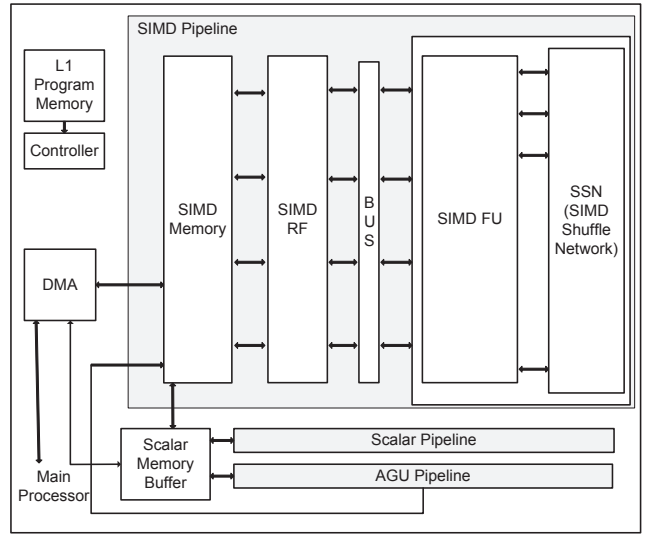 SIMD Pipeline
L1
Program
Memory
Controller
SIMD
Memory
SIMD
RF
B
U
S
SIMD FU
SSN
(SIMD
Shuffle
Network)
DMA
Scalar
Memory
Buffer
Scalar Pipeline
AGU Pipeline
Main
Processor